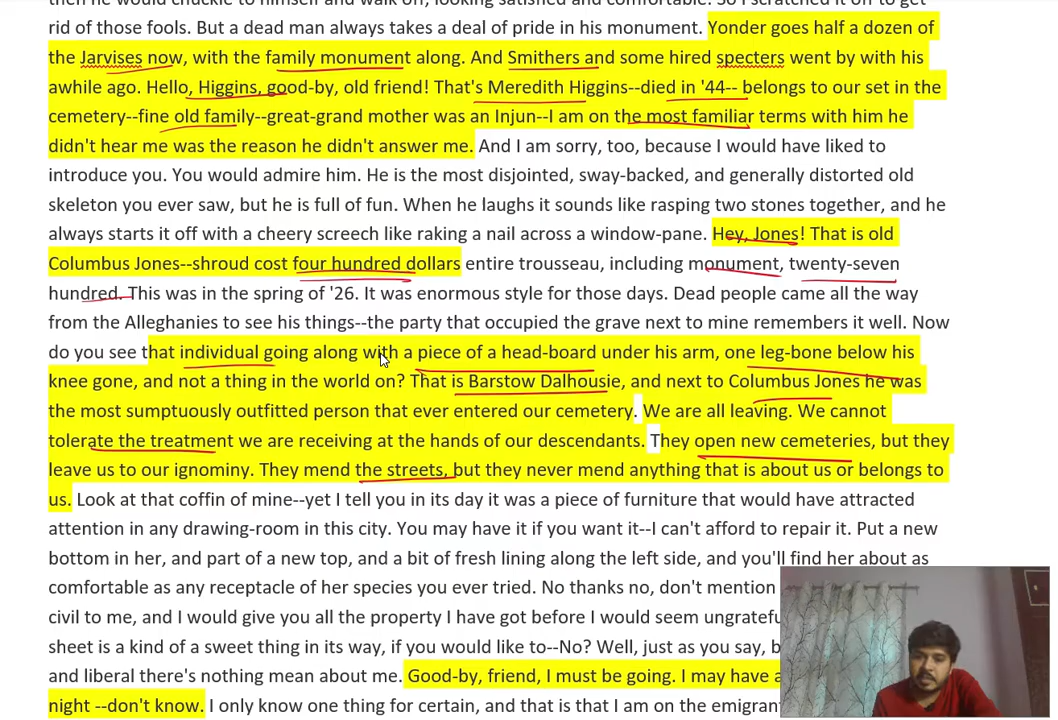 then he would chuckle to himself and walk off, looking satisfied and comfortable. So I scratched it off to get
rid of those fools. But a dead man always takes a deal of pride in his monument. Yonder goes half a dozen of
the Jarvises now, with the family monument along. And Smithers and some hired specters went by with his
awhile ago. Hello, Higgins, good-by, old friend! That's Meredith Higgins--died in '44-- belongs to our set in the
cemetery--fine old family--great-grand mother was an Injun--I am on the most familiar terms with him he
didn't hear me was the reason he didn't answer me. And I am sorry, too, because I would have liked to
introduce you. You would admire him. He is the most disjointed, sway-backed, and generally distorted old
skeleton you ever saw, but he is full of fun. When he laughs it sounds like rasping two stones together, and he
always starts it off with a cheery screech like raking a nail across a window-pane. Hey, Jones! That is old
Columbus Jones--shroud cost four hundred dollars entire trousseau, including monument, twenty-seven
hundred. This was in the spring of '26. It was enormous style for those days. Dead people came all the way
from the Alleghanies to see his things--the party that occupied the grave next to mine remembers it well. Now
do you see that individual going along with a piece of a head-board under his arm, one leg-bone below his
knee gone, and not a thing in the world on? That is Barstow Dalhousie, and next to Columbus Jones he was
the most sumptuously outfitted person that ever entered our cemetery. We are all leaving. We cannot
tolerate the treatment we are receiving at the hands of our descendants. They open new cemeteries, but they
leave us to our ignominy. They mend the streets, but they never mend anything that is about us or belongs to
us. Look at that coffin of mine--yet I tell you in its day it was a piece of furniture that would have attracted
attention in any drawing-room in this city. You may have it if you want it--I can't afford to repair it. Put a new
bottom in her, and part of a new top, and a bit of fresh lining along the left side, and you'll find her about as
comfortable as any receptacle of her species you ever tried. No thanks no, don't mention
civil to me, and I would give you all the property I have got before I would seem
sheet is a kind of a sweet thing in its way, if you would like to--No? Well, just as you say,
and liberal there's nothing mean about me. Good-by, friend, I must be going. I may have
night --don't know. I only know one thing for certain, and that is that I am on the